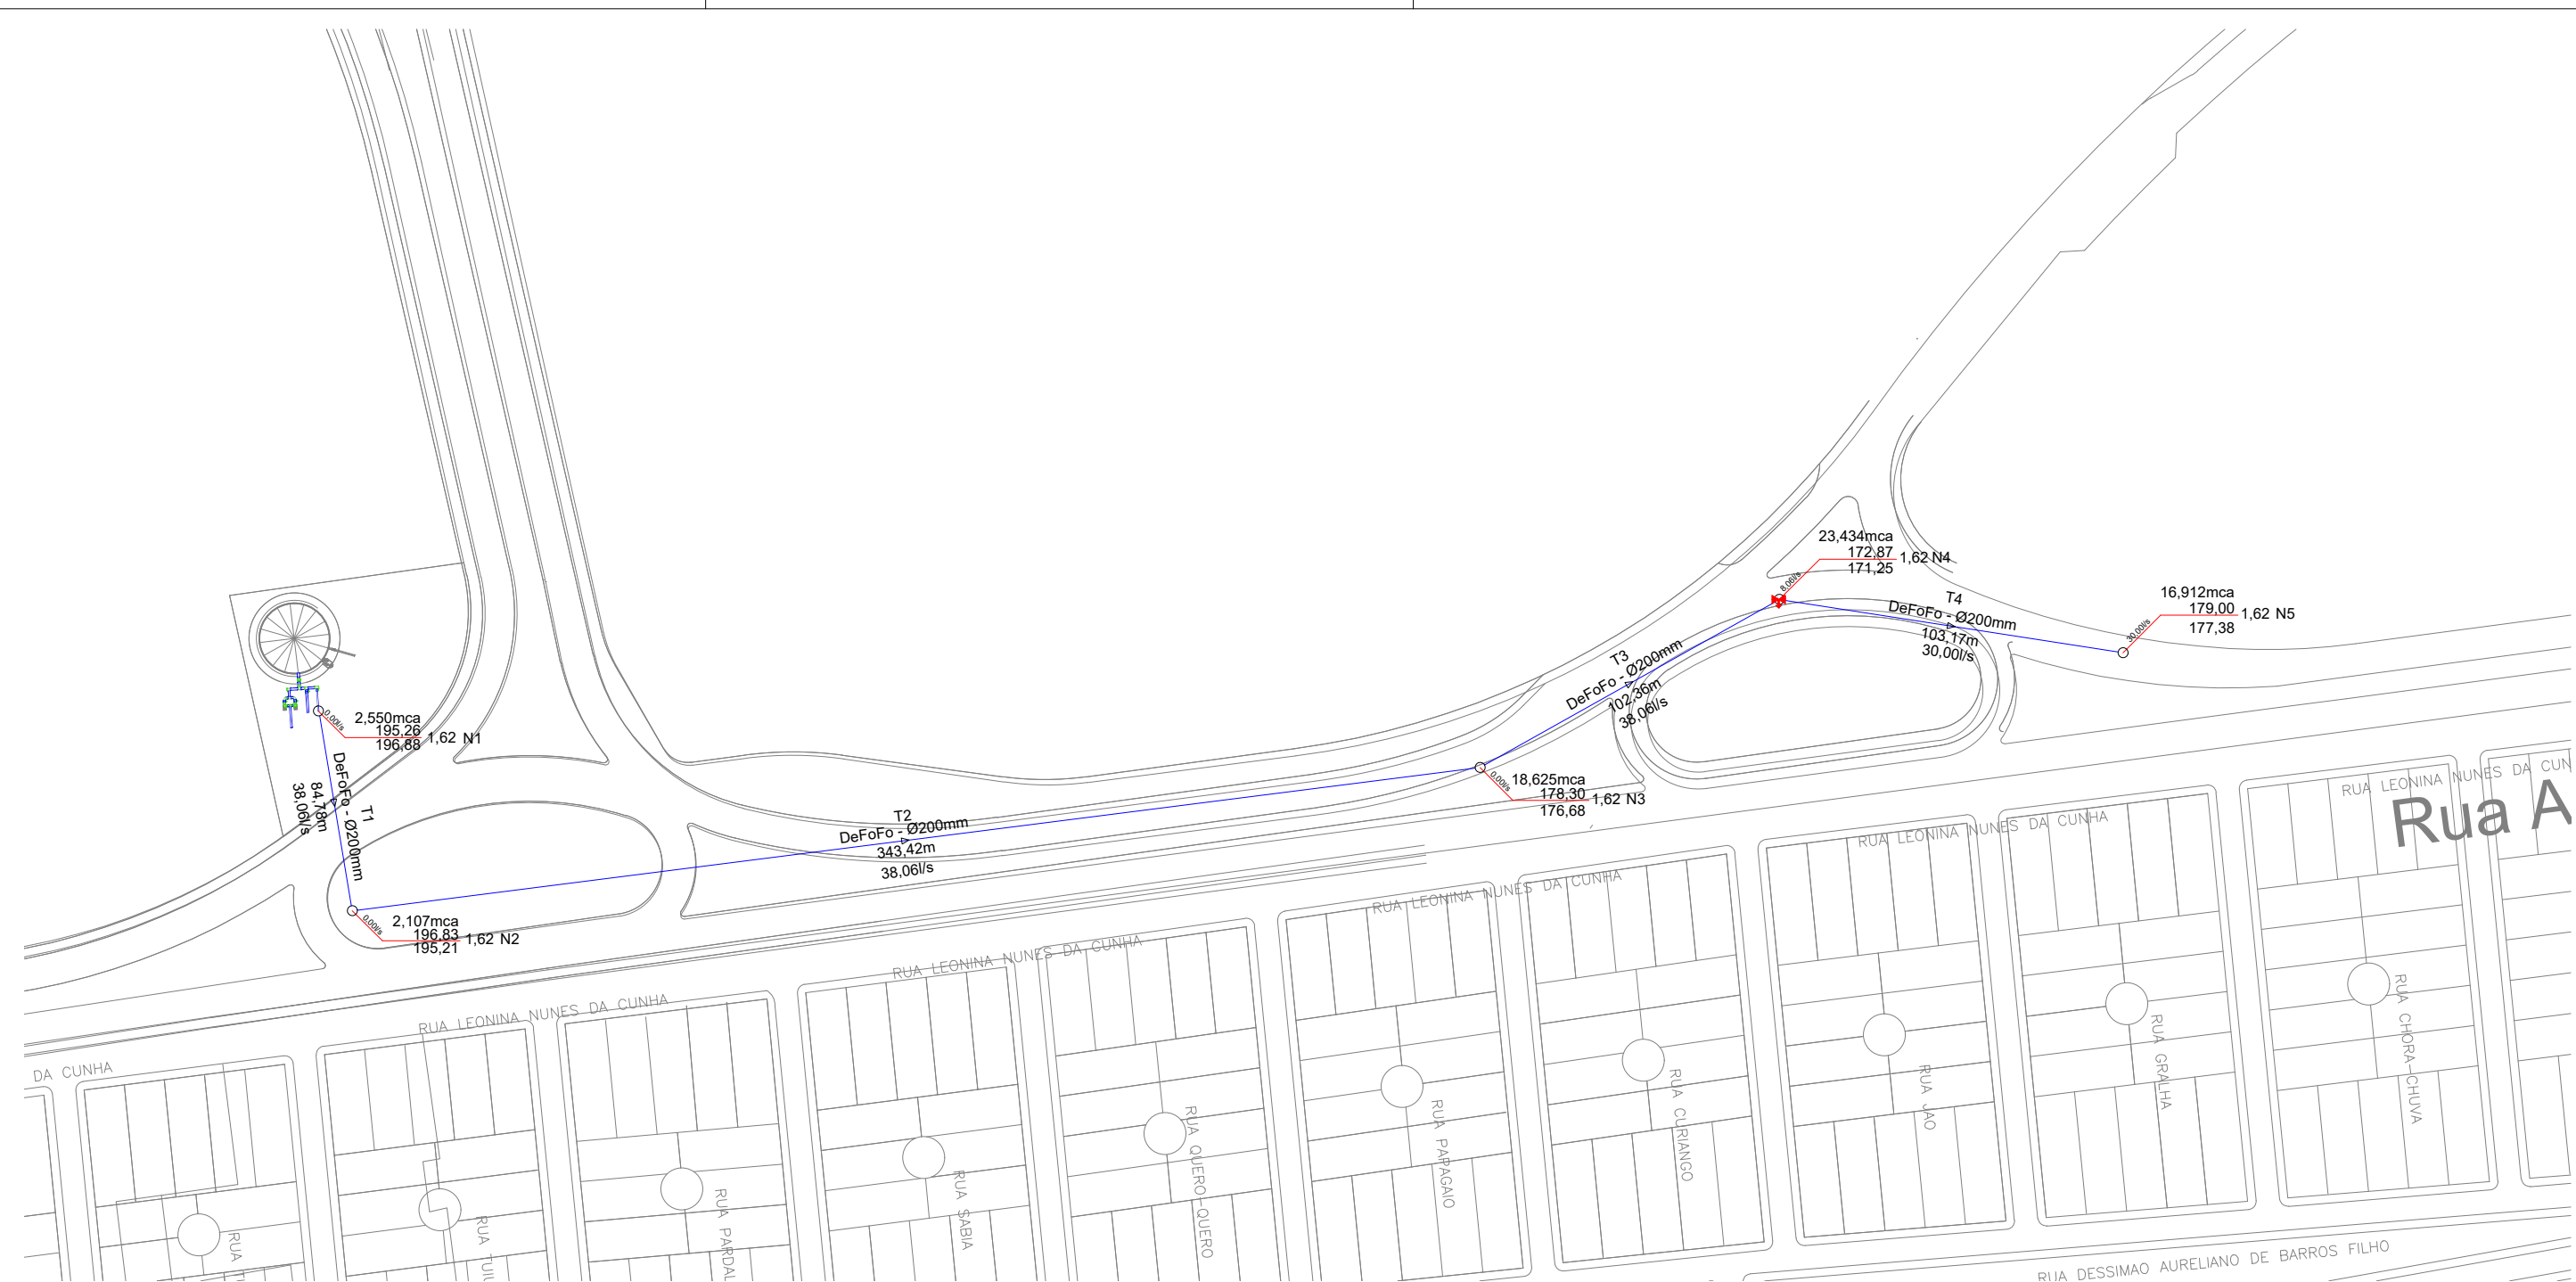 23,434mca
172,87
171,25
1,62 N4
8.06l/s
16,912mca
179,00
177,38
1,62 N5
30.00l/s
T4
DeFoFo - Ø200mm
103,17m
30,00l/s
T3
DeFoFo - Ø200mm
102,36m
38,06l/s
2,550mca
195,26
196,88
1,62 N1
0.00l/s
T1
DeFoFo - Ø200mm
84,78m
38,06l/s
18,625mca
178,30
176,68
1,62 N3
0.00l/s
T2
DeFoFo - Ø200mm
343,42m
38,06l/s
2,107mca
196,83
195,21
1,62 N2
0.00l/s
RUA LEONINA NUNES DA CUN
Rua A
RUA LEONINA NUNES DA CUNHA
RUA LEONINA NUNES DA CUNHA
RUA LEONINA NUNES DA CUNHA
RUA LEONINA NUNES DA CUNHA
DA CUNHA
RUA
RUA TUIU
RUA PARDAL
RUA SABIA
RUA QUERO-QUERO
RUA PAPAGAIO
RUA CURIANGO
RUA JAO
RUA GRALHA
RUA CHORA-CHUVA
RUA DESSIMAO AURELIANO DE BARROS FILHO